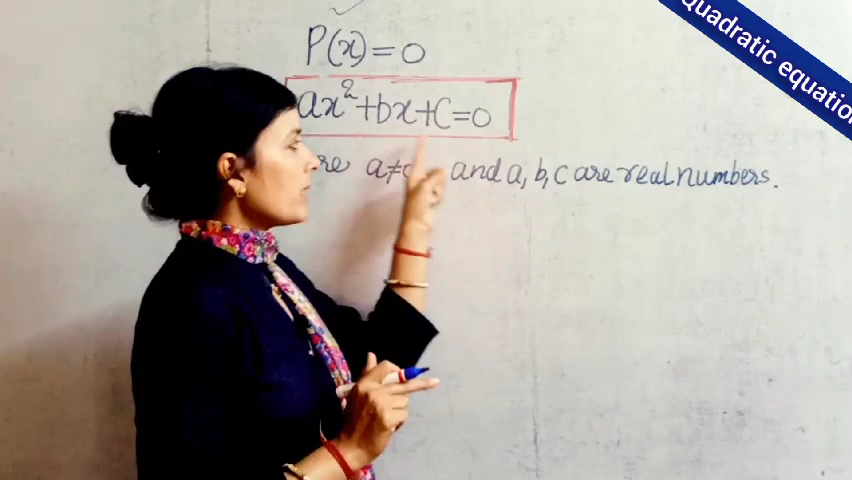 P(x) = 0
ax²+bx+c=0
a≠ and a, b, c are real numbers.
quadratic equation